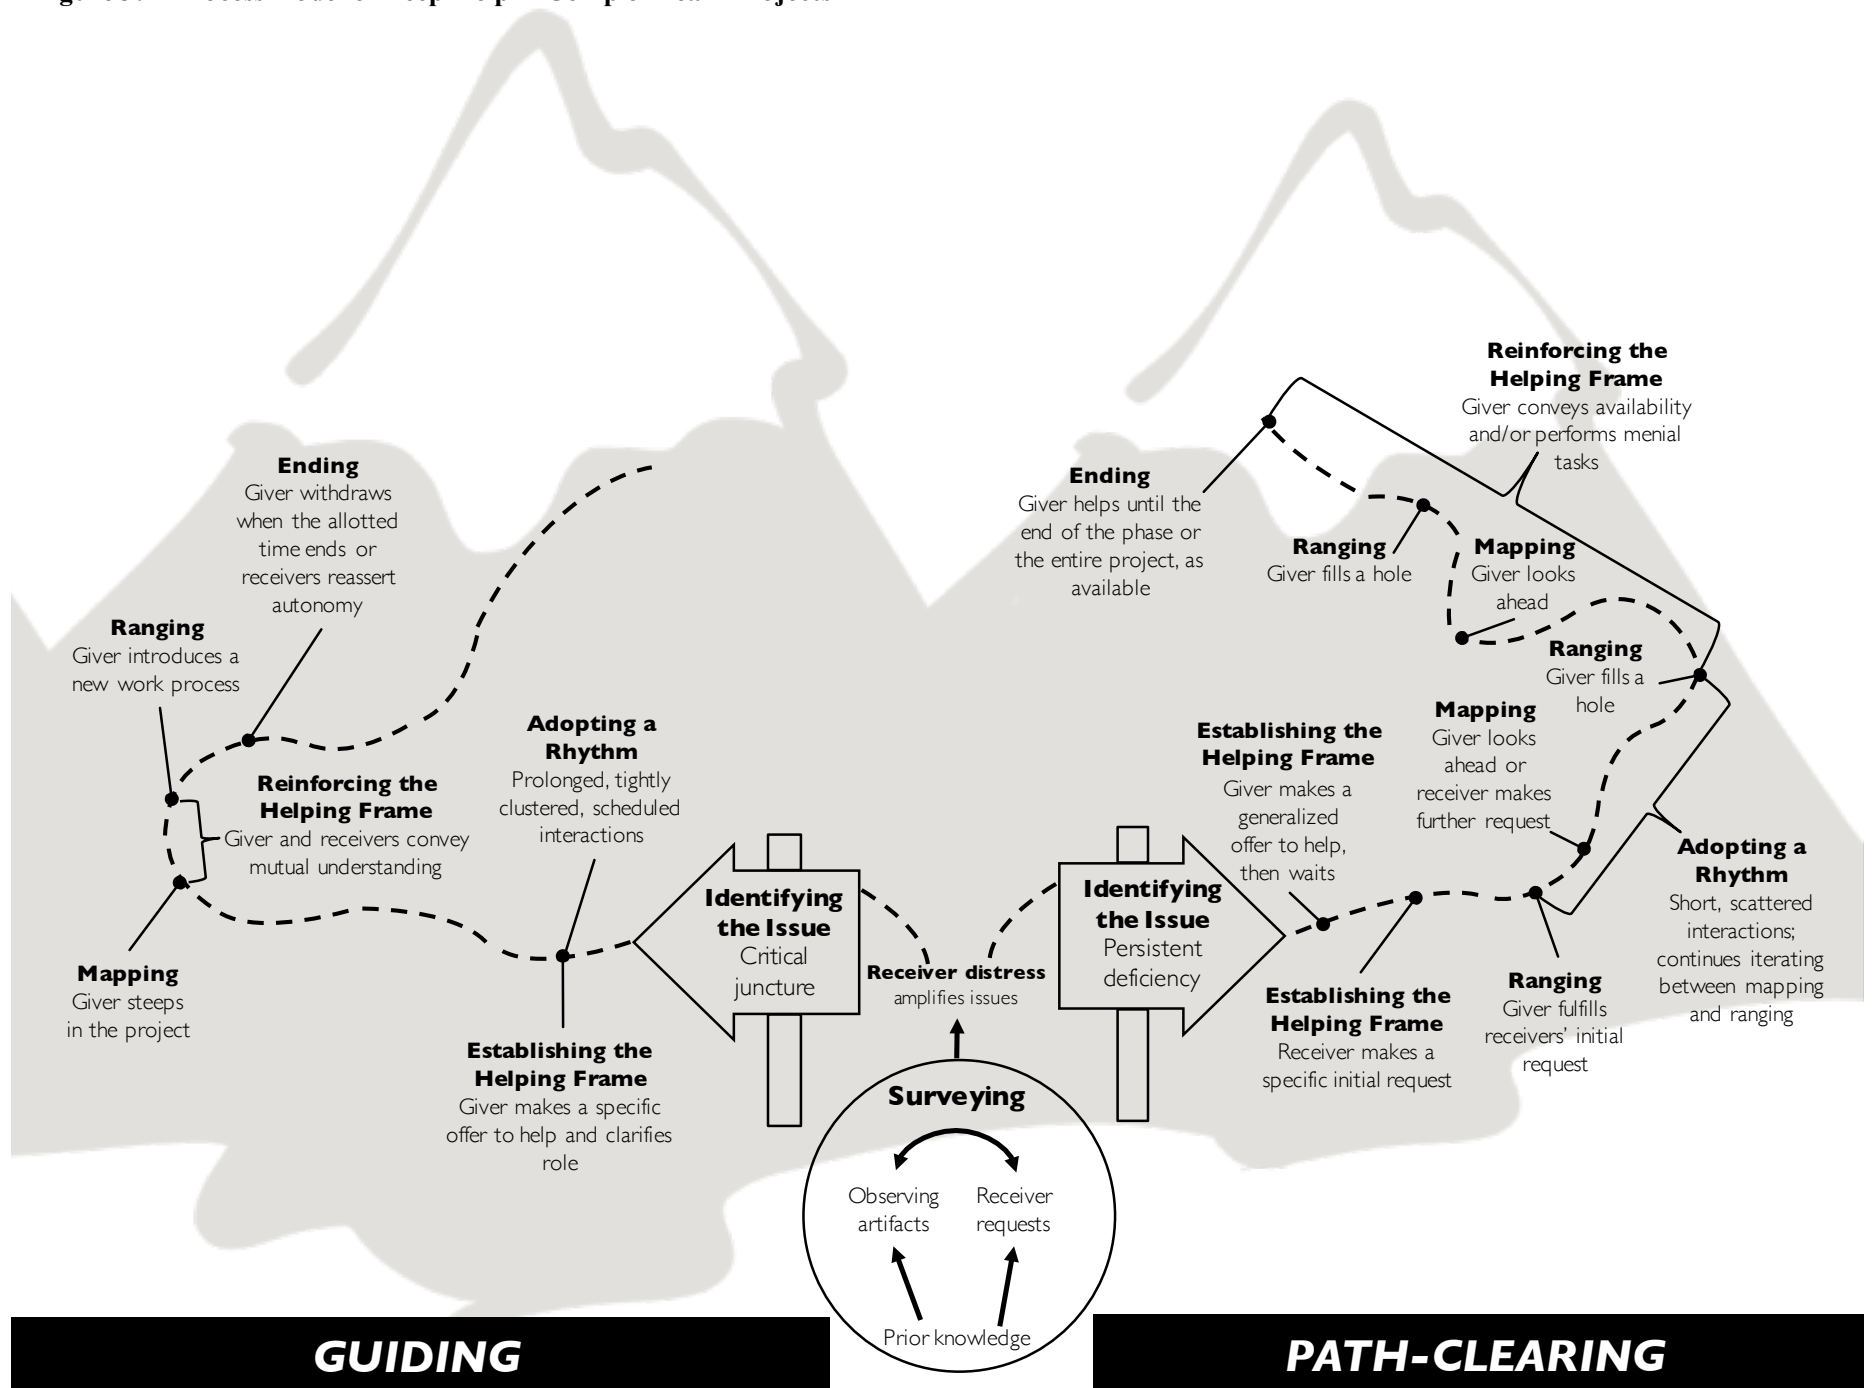 Reinforcing the
Helping Frame
Giver conveys availability
and/or performs menial
tasks
Ending
Giver withdraws
when the allotted
time ends or
receivers reassert
autonomy
Ending
Giver helps until the
end of the phase or
the entire project, as
available
Ranging
Giver fills a hole
Mapping
Giver looks
ahead
Ranging
Giver introduces a
new work process
Ranging
Giver fills a
hole
Adopting a
Rhythm
Prolonged, tightly
clustered, scheduled
interactions
Reinforcing the
Helping Frame
Giver and receivers convey
mutual understanding
Establishing the
Helping Frame
Giver makes a
generalized
offer to help,
then waits
Mapping
Giver looks
ahead or
receiver makes
further request
Adopting a
Rhythm
Short, scattered
interactions;
continues iterating
between mapping
and ranging
Identifying
the Issue
Critical
juncture
Receiver distress
amplifies issues
Identifying
the Issue
Persistent
deficiency
Mapping
Giver steeps
in the project
Establishing the
Helping Frame
Receiver makes a
specific initial request
Ranging
Giver fulfills
receivers' initial
request
Establishing the
Helping Frame
Giver makes a specific
offer to help and clarifies
role
Surveying
Observing
artifacts
Receiver
requests
Prior knowledge
GUIDING
PATH-CLEARING